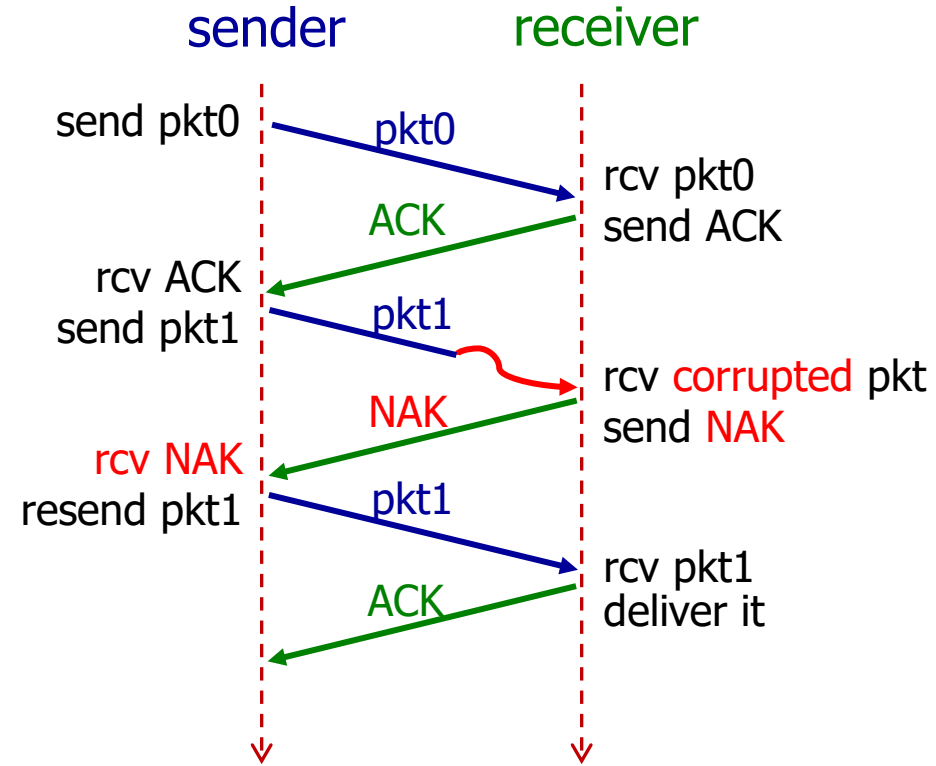 sender receiver
send pkt0
pkt0
rcv pkt0
send ACK
ACK
rcv ACK
send pkt1
pkt1
rcv corrupted pkt
send NAK
NAK
rcv NAK
resend pkt1
pkt1
rcv pkt1
deliver it
ACK